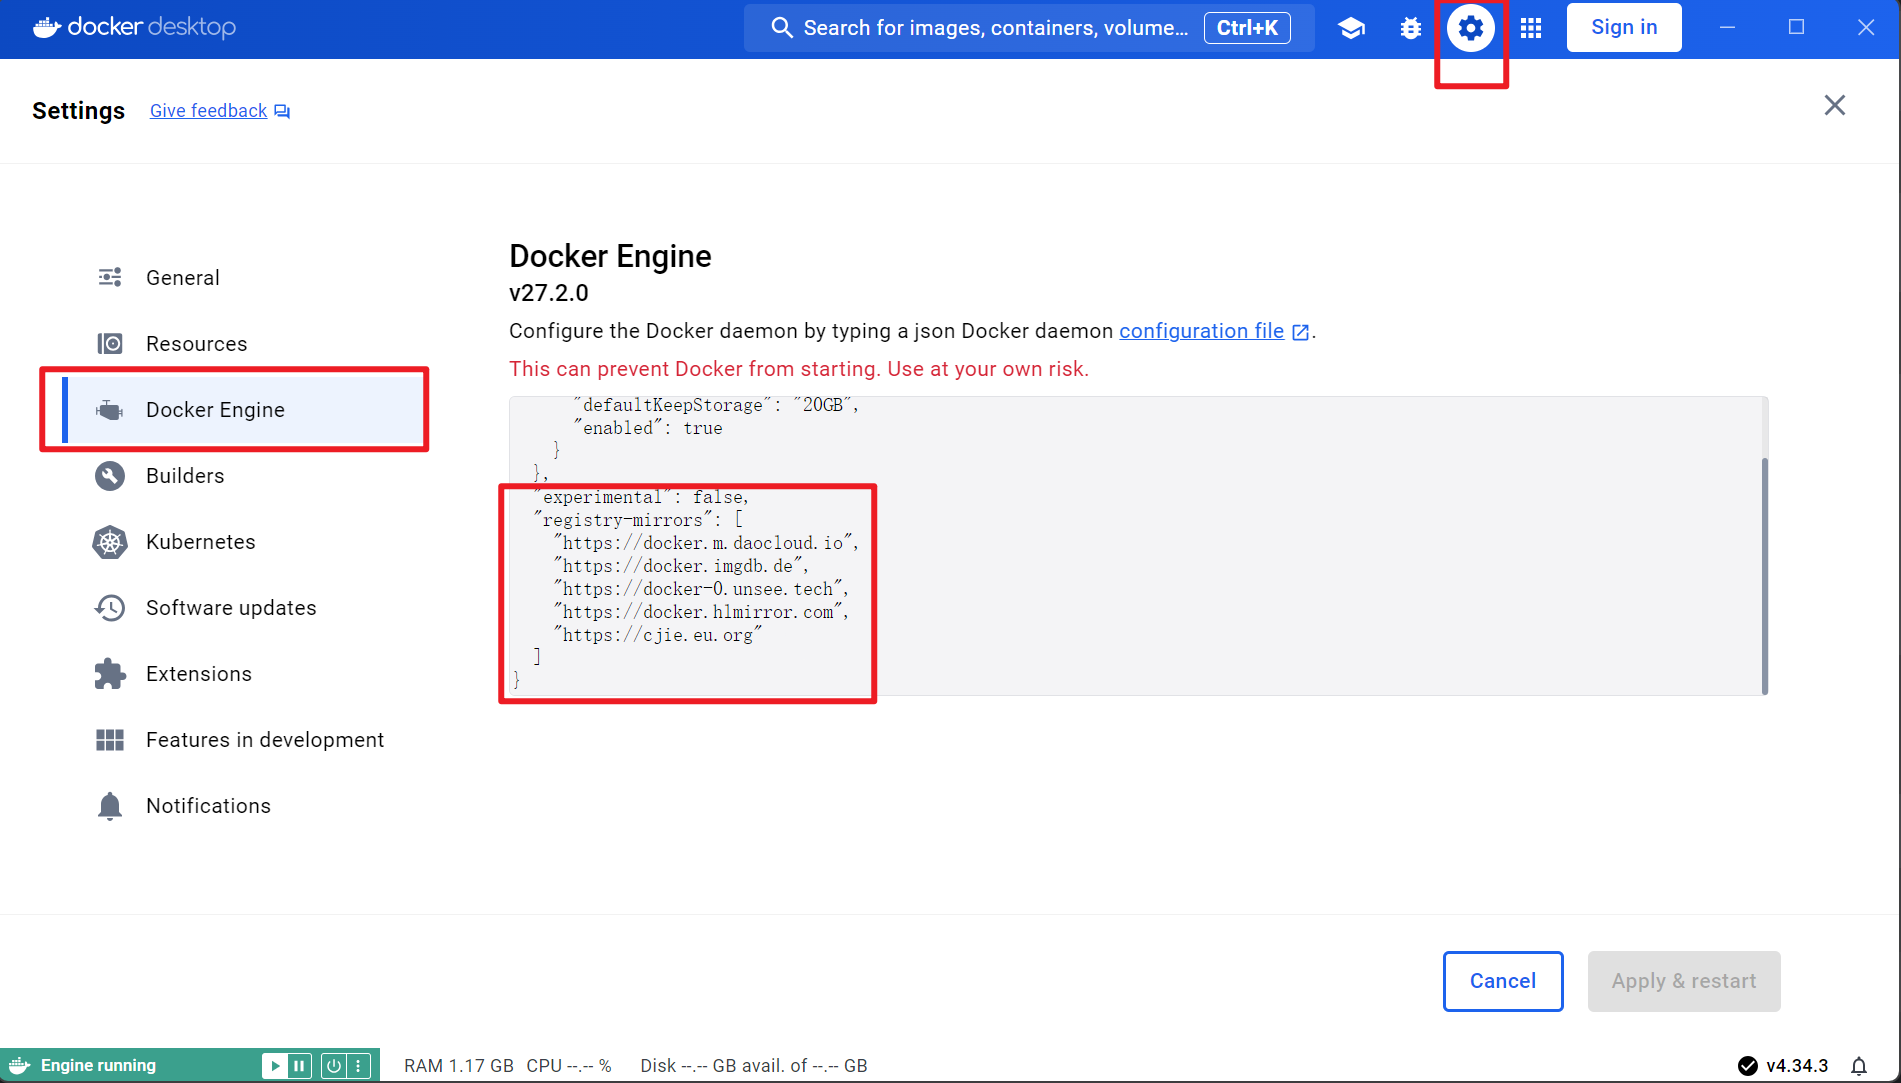 docker desktop
Search for images, containers, volume... Ctrl+K
Sign in
Settings
Give feedback
General
Resources
Docker Engine
Builders
Kubernetes
Software updates
Extensions
Features in development
Notifications
Docker Engine
v27.2.0
Configure the Docker daemon by typing a json Docker daemon configuration file.
This can prevent Docker from starting. Use at your own risk.
"defaultKeepStorage": "20GB",
"enabled": true
}
},
"experimental": false,
"registry-mirrors": [
"https://docker.m.daocloud.io",
"https://docker.imgdb.de",
"https://docker-0.unsee.tech",
"https://docker.hlmirror.com",
"https://cjie.eu.org"
]
}
Cancel
Apply & restart
Engine running
RAM 1.17 GB CPU --.-- % Disk --.-- GB avail. of --.-- GB
v4.34.3